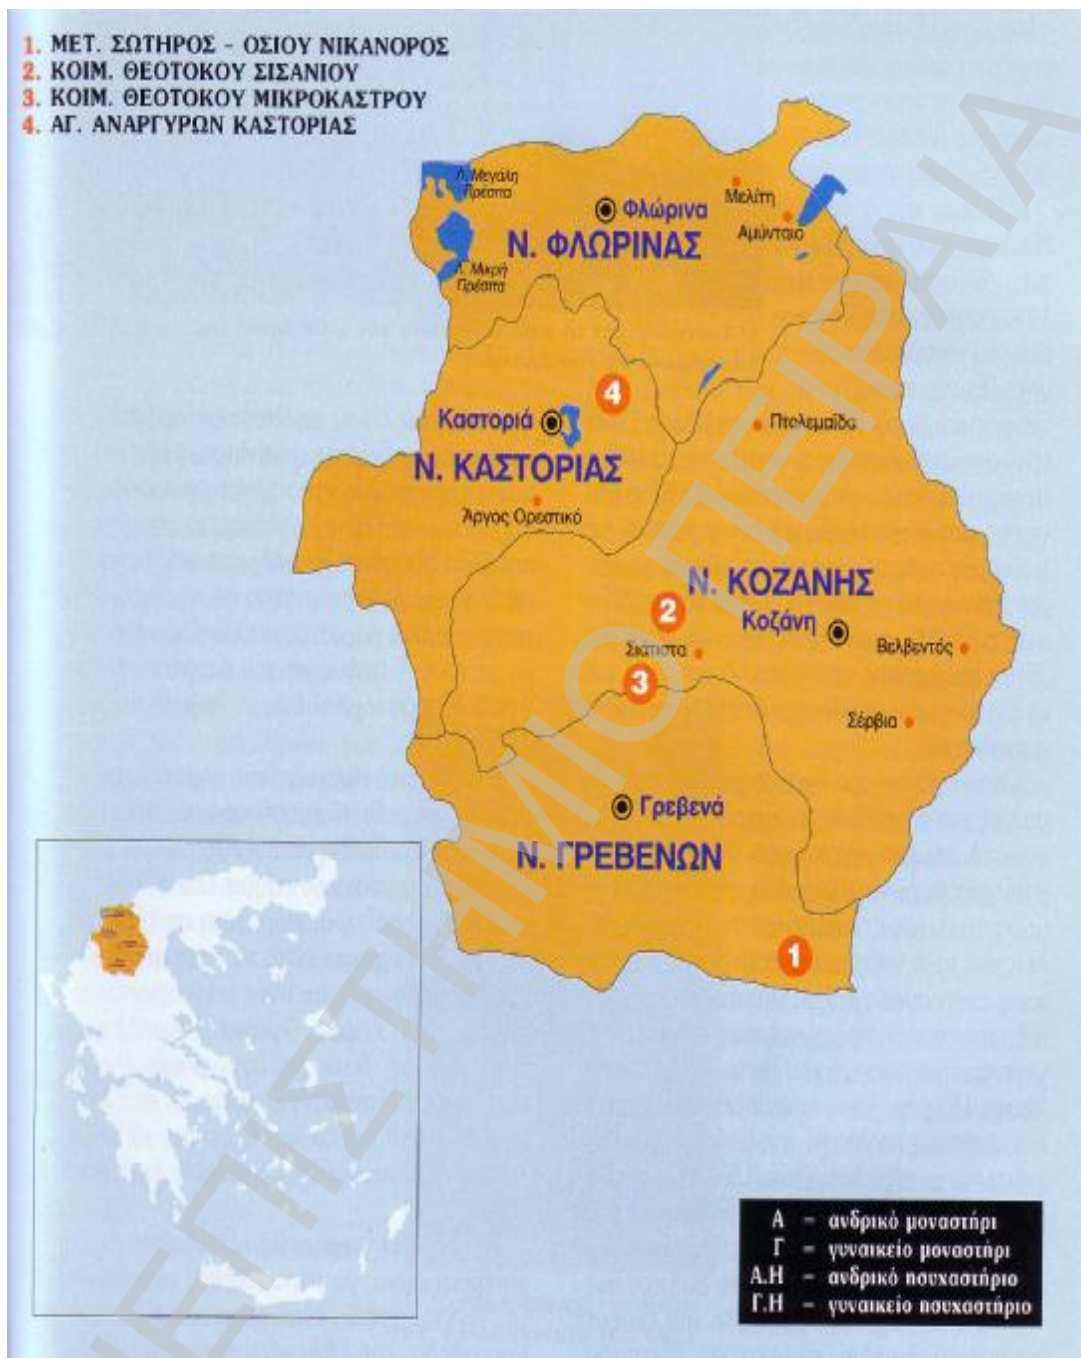 1. ΜΕΤ. ΣΩΤΗΡΟΣ - ΟΣΙΟΥ ΝΙΚΑΝΟΡΟΣ
2. ΚΟΙΜ. ΘΕΟΤΟΚΟΥ ΣΙΣΑΝΙΟΥ
3. ΚΟΙΜ. ΘΕΟΤΟΚΟΥ ΜΙΚΡΟΚΑΣΤΡΟΥ
4. ΑΓ. ΑΝΑΡΓΥΡΩΝ ΚΑΣΤΟΡΙΑΣ
Λ. Μεγάλη
Πρέσπα
Μελίτη
Φλώρινα
Αμύνταιο
Ν. ΦΛΩΡΙΝΑΣ
Λ. Μικρή
Πρέσπα
4
Καστοριά
Πτολεμαΐδα
Ν. ΚΑΣΤΟΡΙΑΣ
Άργος Ορεστικό
Ν. ΚΟΖΑΝΗΣ
2
Κοζάνη
Σιάτιστα
Βελβεντός
3
Σέρβια
Γρεβενά
Ν. ΓΡΕΒΕΝΩΝ
1
Α = ανδρικό μοναστήρι
Γ = γυναικείο μοναστήρι
Α.Η = ανδρικό ησυχαστήριο
Γ.Η = γυναικείο ησυχαστήριο
ΕΠΙΣΤΗΜΙΟ ΠΕΙΡΑΙΑ